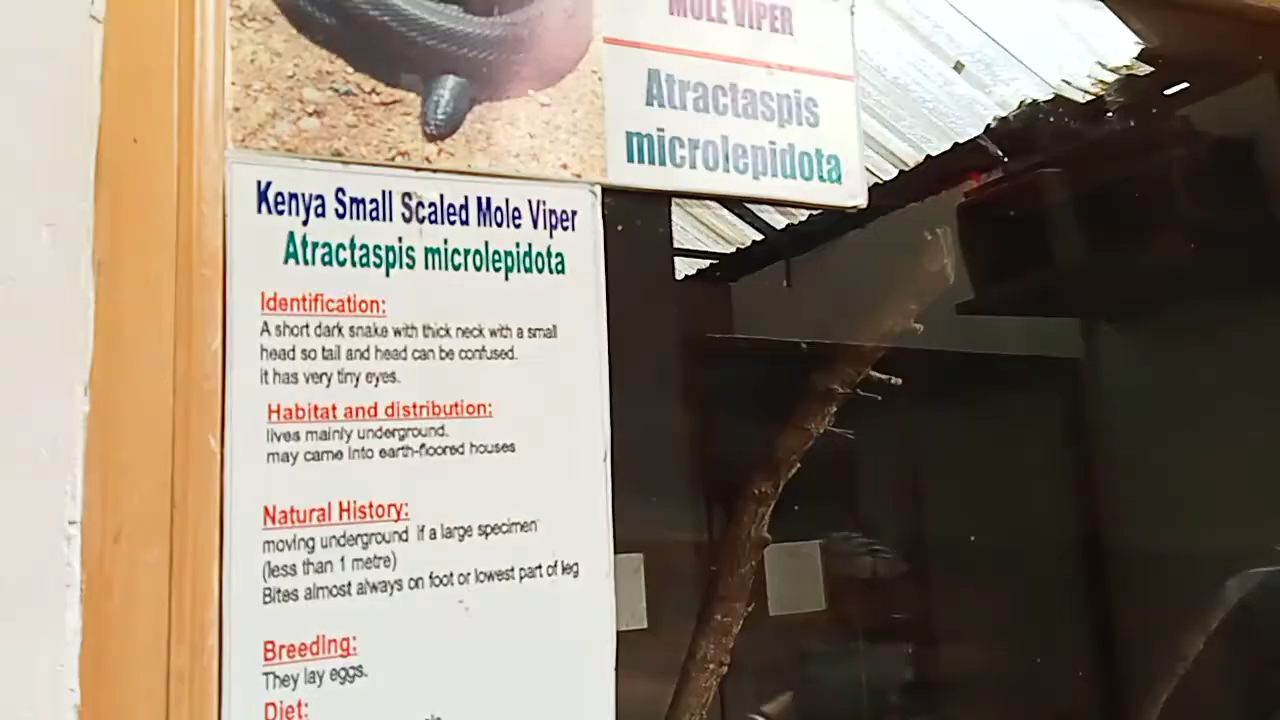 MOLE VIPER
Atractaspis
microlepidota
Kenya Small Scaled Mole Viper
Atractaspis microlepidota
Identification:
A short dark snake with thick neck with a small
head so tail and head can be confused.
It has very tiny eyes.
Habitat and distribution:
lives mainly underground.
may came into earth-floored houses
Natural History:
moving underground if a large specimen
(less than 1 metre)
Bites almost always on foot or lowest part of leg
Breeding:
They lay eggs.
Diet: